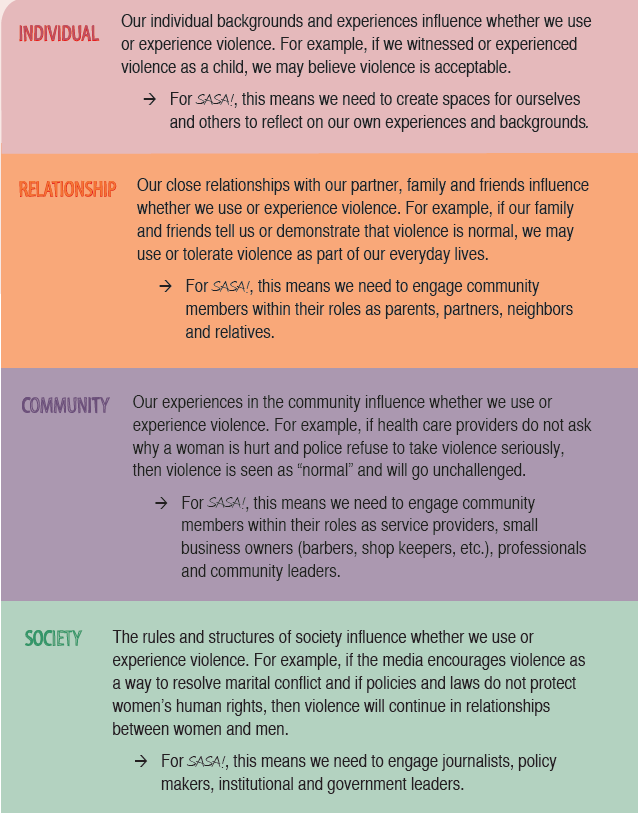 INDIVIDUAL
Our individual backgrounds and experiences influence whether we use
or experience violence. For example, if we witnessed or experienced
violence as a child, we may believe violence is acceptable.
→ For SASA!, this means we need to create spaces for ourselves
and others to reflect on our own experiences and backgrounds.
RELATIONSHIP
Our close relationships with our partner, family and friends influence
whether we use or experience violence. For example, if our family
and friends tell us or demonstrate that violence is normal, we may
use or tolerate violence as part of our everyday lives.
→ For SASA!, this means we need to engage community
members within their roles as parents, partners, neighbors
and relatives.
COMMUNITY
Our experiences in the community influence whether we use or
experience violence. For example, if health care providers do not ask
why a woman is hurt and police refuse to take violence seriously,
then violence is seen as “normal” and will go unchallenged.
→ For SASA!, this means we need to engage community
members within their roles as service providers, small
business owners (barbers, shop keepers, etc.), professionals
and community leaders.
SOCIETY
The rules and structures of society influence whether we use or
experience violence. For example, if the media encourages violence as
a way to resolve marital conflict and if policies and laws do not protect
women’s human rights, then violence will continue in relationships
between women and men.
→ For SASA!, this means we need to engage journalists, policy
makers, institutional and government leaders.